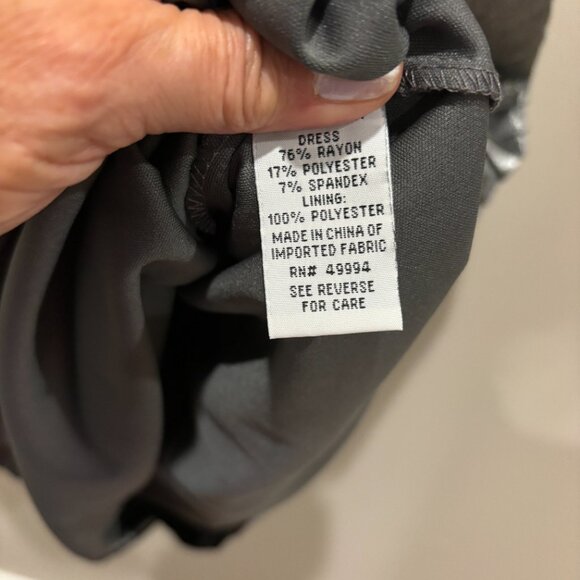 DRESS
76% RAYON
17% POLYESTER
7% SPANDEX
LINING:
100% POLYESTER
MADE IN CHINA OF
IMPORTED FABRIC
RN# 49994
SEE REVERSE
FOR CARE